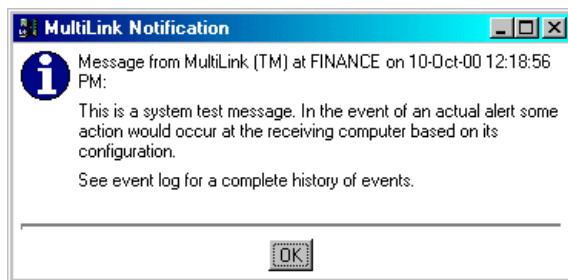 MultiLink Notification
Message from MultiLink (TM) at FINANCE on 10-Oct-00 12:18:56
PM:
This is a system test message. In the event of an actual alert some
action would occur at the receiving computer based on its
configuration.
See event log for a complete history of events.
OK